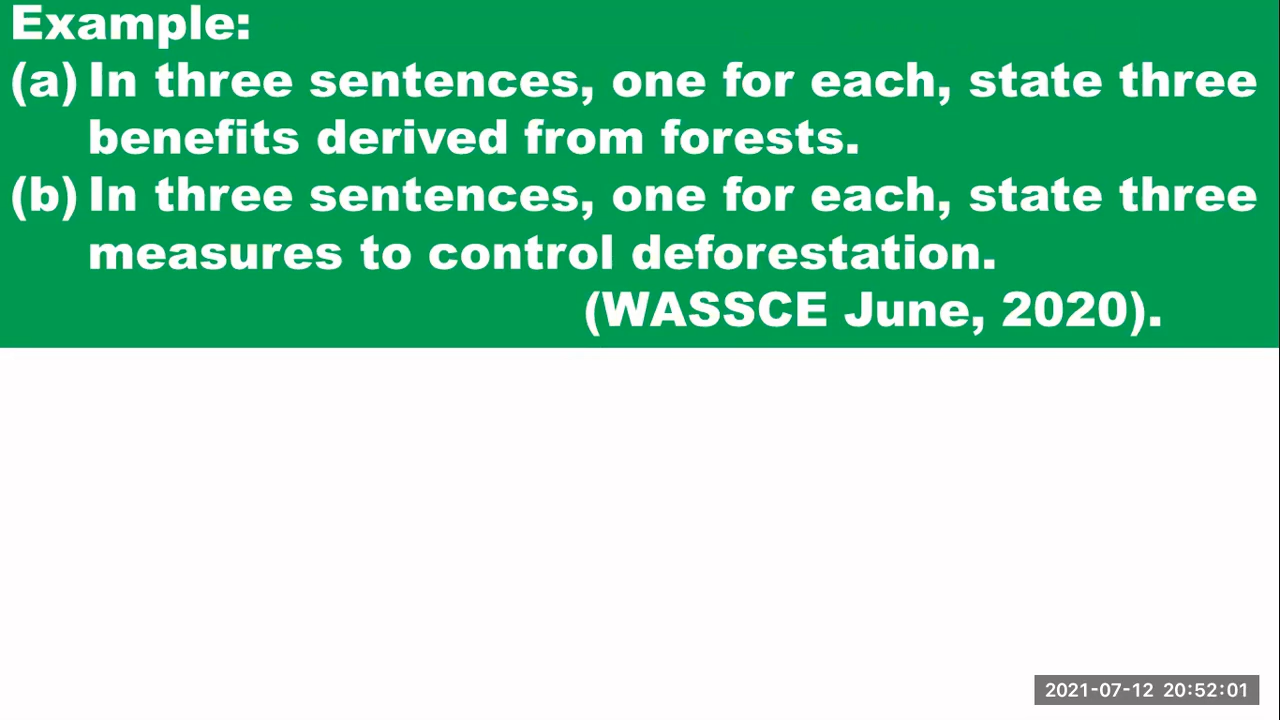 Example:
(a) In three sentences, one for each, state three
benefits derived from forests.
(b) In three sentences, one for each, state three
measures to control deforestation.
(WASSCE June, 2020).
2021-07-12 20:52:01